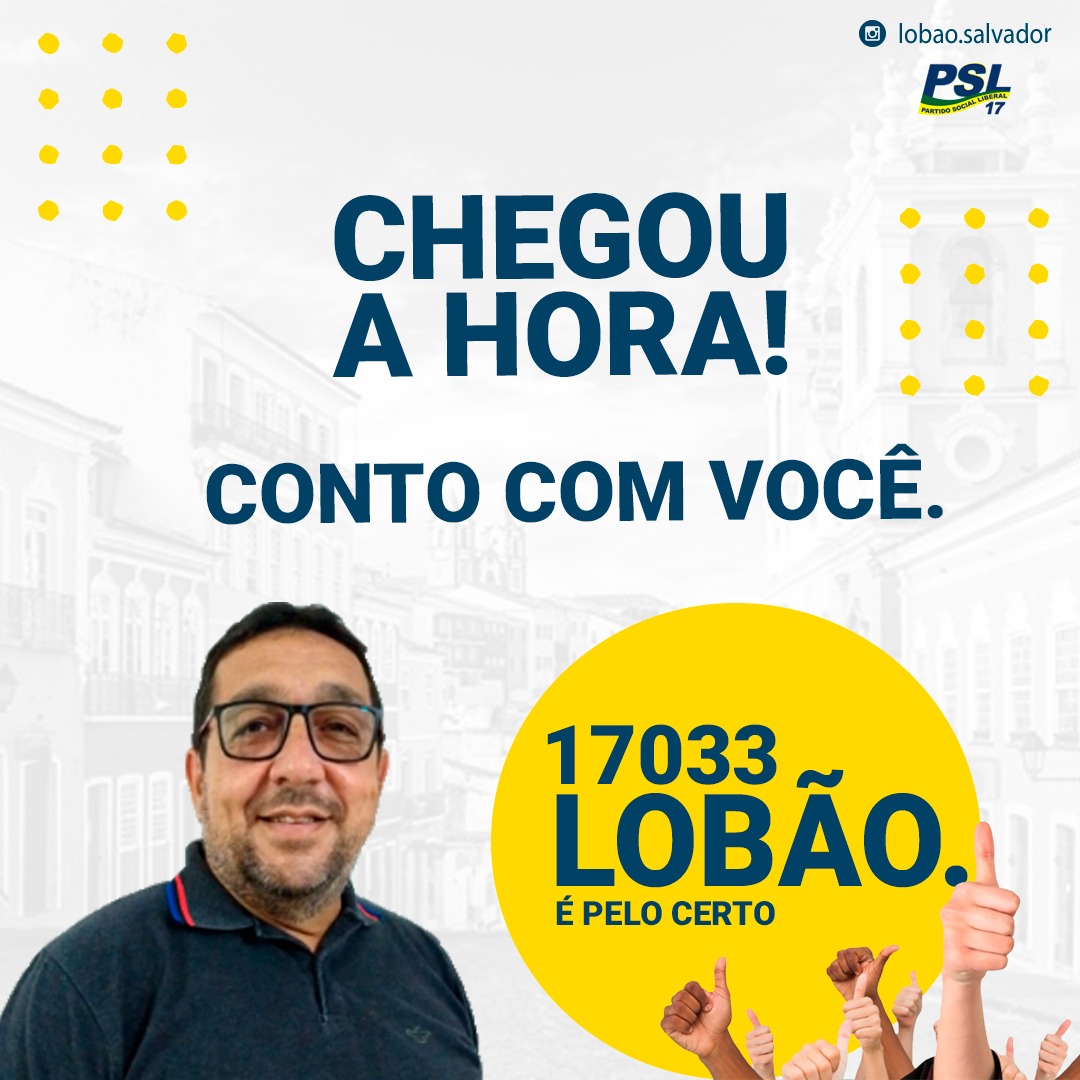 lobao.salvador
PSL
PARTIDO SOCIAL LIBERAL
17
CHEGOU
A HORA!
CONTO COM VOCÊ.
17033
LOBÃO.
É PELO CERTO